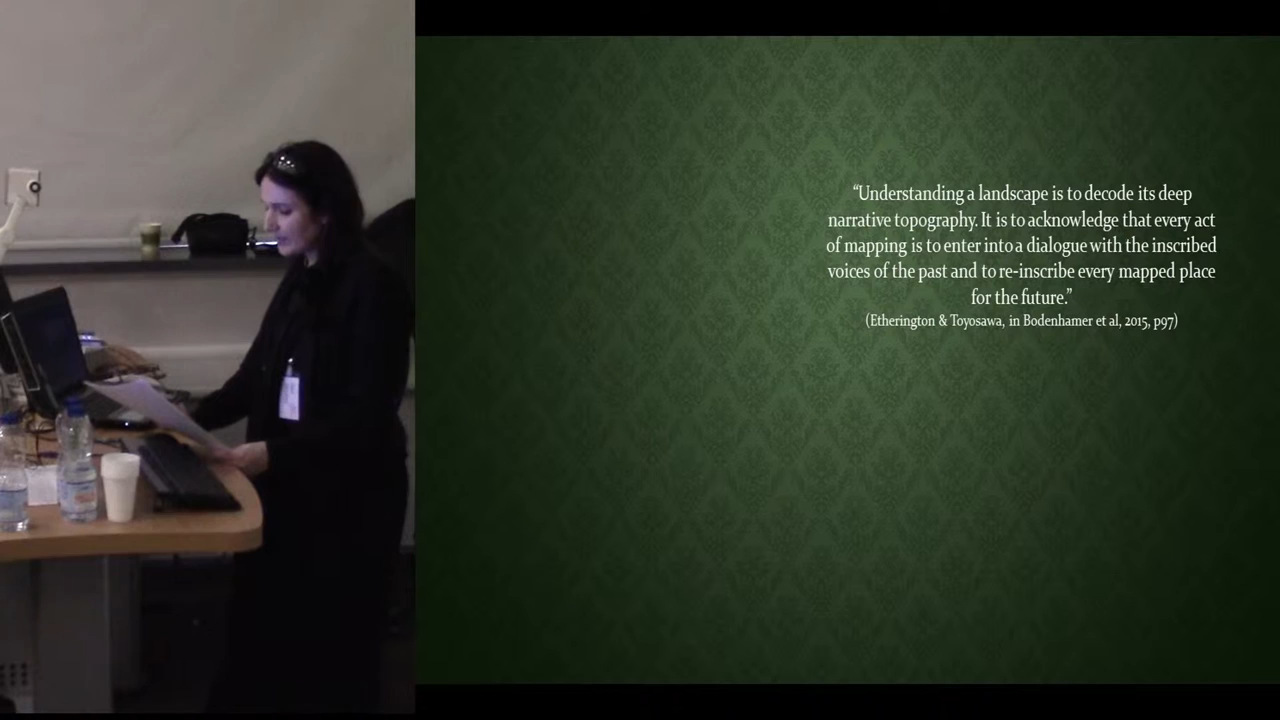 “Understanding a landscape is to decode its deep
narrative topography. It is to acknowledge that every act
of mapping is to enter into a dialogue with the inscribed
voices of the past and to re-inscribe every mapped place
for the future.”
(Etherington & Toyosawa, in Bodenhamer et al, 2015, p97)